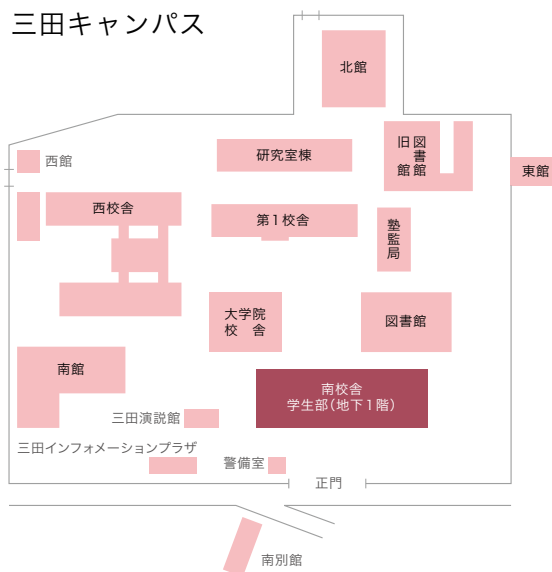 三田キャンパス
北館
研究室棟
旧図書館
館
東館
西館
西校舎
第1校舎
塾監局
大学院
校 舎
図書館
南館
南校舎
学生部(地下1階)
三田演説館
三田インフォメーションプラザ
警備室
正門
南別館